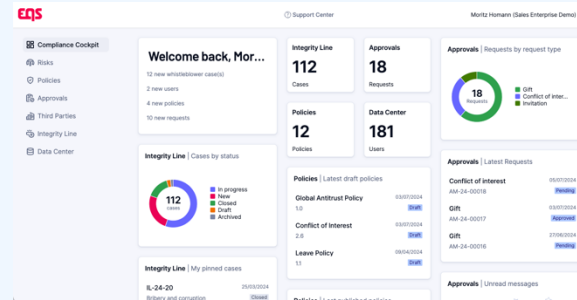 EQS
Support Center
Moritz Homann (Sales Enterprise Demo)
Compliance Cockpit
Risks
Policies
Approvals
Third Parties
Integrity Line
Data Center
Welcome back, Mor...
12 new whistleblower case(s)
2 new users
4 new policies
10 new requests
Integrity Line | Cases by status
112
cases
In progress
New
Closed
Draft
Archived
Integrity Line | My pinned cases
IL-24-20
25/03/2024
Bribery and corruption
Closed
Integrity Line
112
Cases
Approvals
18
Requests
Policies
12
Policies
Data Center
181
Users
Policies | Latest draft policies
Global Antitrust Policy
03/07/2024
1.0
Draft
Conflict of Interest
03/07/2024
2.6
Draft
Leave Policy
09/04/2024
1.1
Draft
Policies | Last published policies
Approvals | Requests by request type
18
Requests
Gift
Conflict of inter...
Invitation
Approvals | Latest Requests
Conflict of interest
05/07/2024
AM-24-00018
Pending
Gift
03/07/2024
AM-24-00017
Approved
Gift
27/06/2024
AM-24-00016
Pending
Approvals | Unread messages